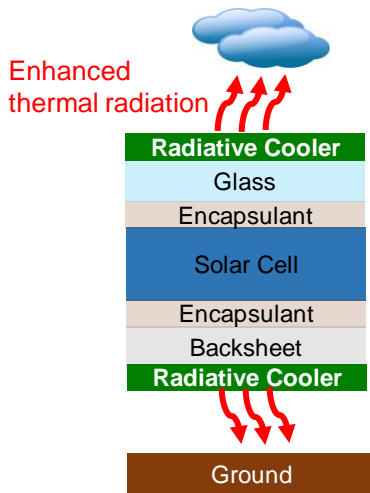 Enhanced
thermal radiation
Radiative Cooler
Glass
Encapsulant
Solar Cell
Encapsulant
Backsheet
Radiative Cooler
Ground